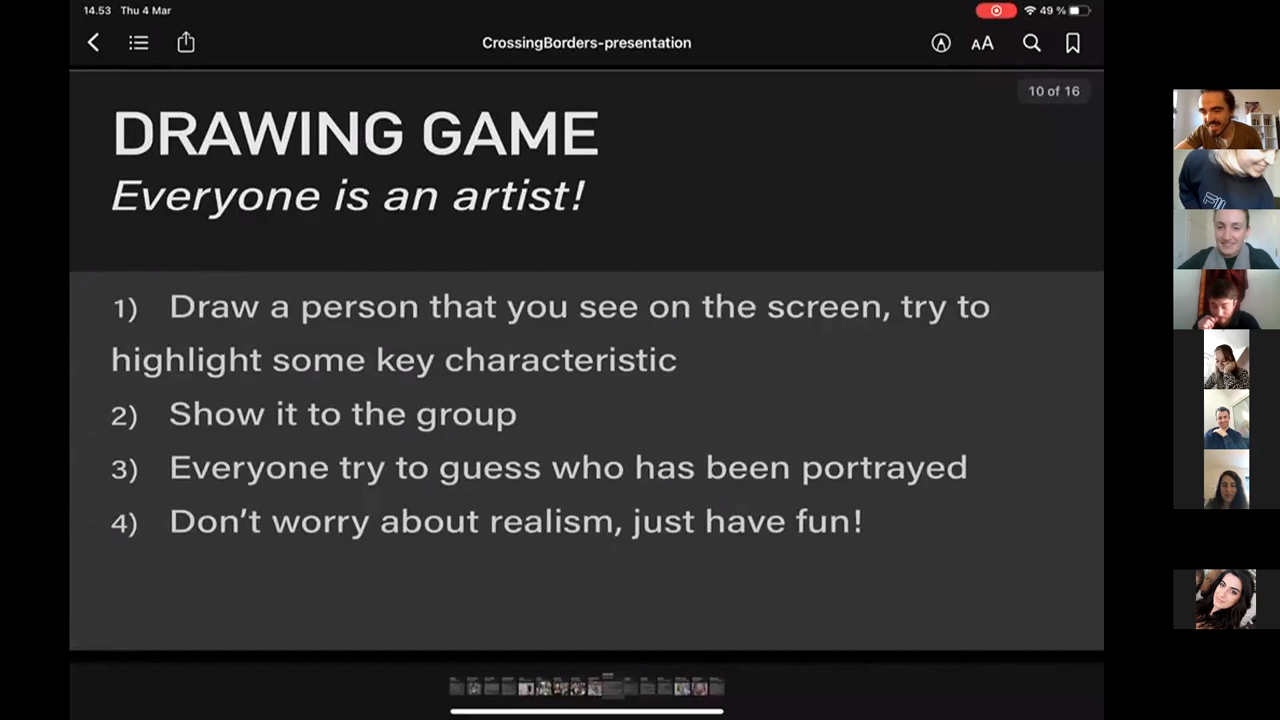 14.53 Thu 4 Mar
49 %
CrossingBorders-presentation
AA
10 of 16
DRAWING GAME
Everyone is an artist!
1) Draw a person that you see on the screen, try to
highlight some key characteristic
2) Show it to the group
3) Everyone try to guess who has been portrayed
4) Don't worry about realism, just have fun!